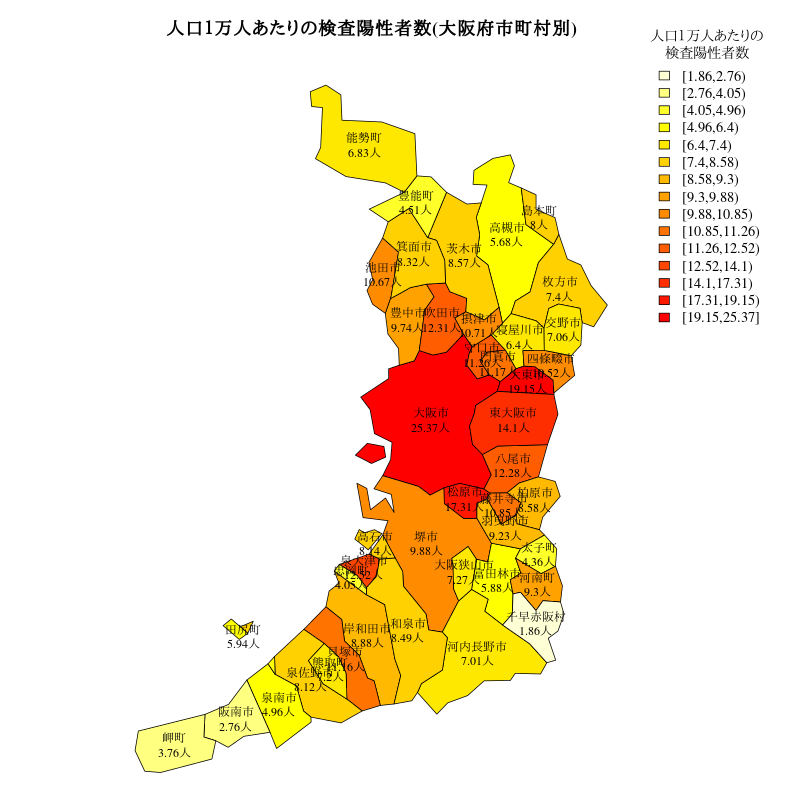 人口1万人あたりの検査陽性者数(大阪府市町村別)
人口1万人あたりの
検査陽性者数
[1.86,2.76)
[2.76,4.05)
[4.05,4.96)
[4.96,6.4)
[6.4,7.4)
[7.4,8.58)
[8.58,9.3)
[9.3,9.88)
[9.88,10.85)
[10.85,11.26)
[11.26,12.52)
[12.52,14.1)
[14.1,17.31)
[17.31,19.15)
[19.15,25.37]
能勢町
6.83人
豊能町
4.51人
島本町
8人
高槻市
5.68人
箕面市
8.32人
茨木市
8.57人
池田市
10.67人
枚方市
7.4人
豊中市
9.74人
吹田市
12.31人
摂津市
10.71人
寝屋川市
6.4人
交野市
7.06人
守口市
11.26人
門真市
11.17人
四條畷市
10.52人
大東市
19.15人
大阪市
25.37人
東大阪市
14.1人
八尾市
12.28人
松原市
17.31人
藤井寺市
10.85人
柏原市
8.58人
羽曳野市
9.23人
高石市
堺市
9.88人
泉大津市
12.52人
忠岡町
4.05人
大阪狭山市
7.27人
富田林市
5.88人
太子町
4.36人
河南町
9.3人
千早赤阪村
1.86人
田尻町
5.94人
岸和田市
8.88人
和泉市
8.49人
貝塚市
11.16人
熊取町
河内長野市
7.01人
泉佐野市
8.12人
泉南市
4.96人
阪南市
2.76人
岬町
3.76人